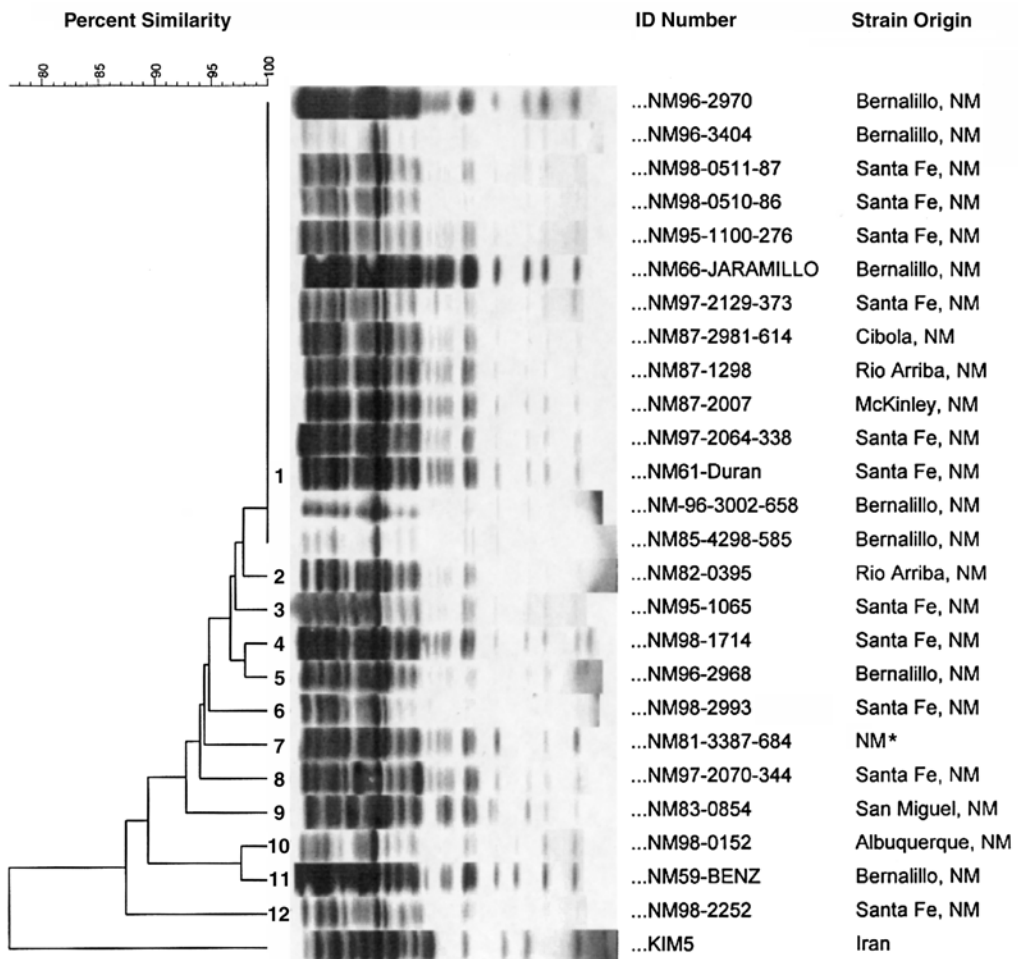 Percent Similarity ID Number Strain Origin
80 85 90 95 100
...NM96-2970 Bernalillo, NM
...NM96-3404 Bernalillo, NM
...NM98-0511-87 Santa Fe, NM
...NM98-0510-86 Santa Fe, NM
...NM95-1100-276 Santa Fe, NM
...NM66-JARAMILLO Bernalillo, NM
...NM97-2129-373 Santa Fe, NM
...NM87-2981-614 Cibola, NM
...NM87-1298 Rio Arriba, NM
...NM87-2007 McKinley, NM
...NM97-2064-338 Santa Fe, NM
1 ...NM61-Duran Santa Fe, NM
...NM-96-3002-658 Bernalillo, NM
...NM85-4298-585 Bernalillo, NM
2 ...NM82-0395 Rio Arriba, NM
3 ...NM95-1065 Santa Fe, NM
4 ...NM98-1714 Santa Fe, NM
5 ...NM96-2968 Bernalillo, NM
6 ...NM98-2993 Santa Fe, NM
7 ...NM81-3387-684 NM*
8 ...NM97-2070-344 Santa Fe, NM
9 ...NM83-0854 San Miguel, NM
10 ...NM98-0152 Albuquerque, NM
11 ...NM59-BENZ Bernalillo, NM
12 ...NM98-2252 Santa Fe, NM
...KIM5 Iran